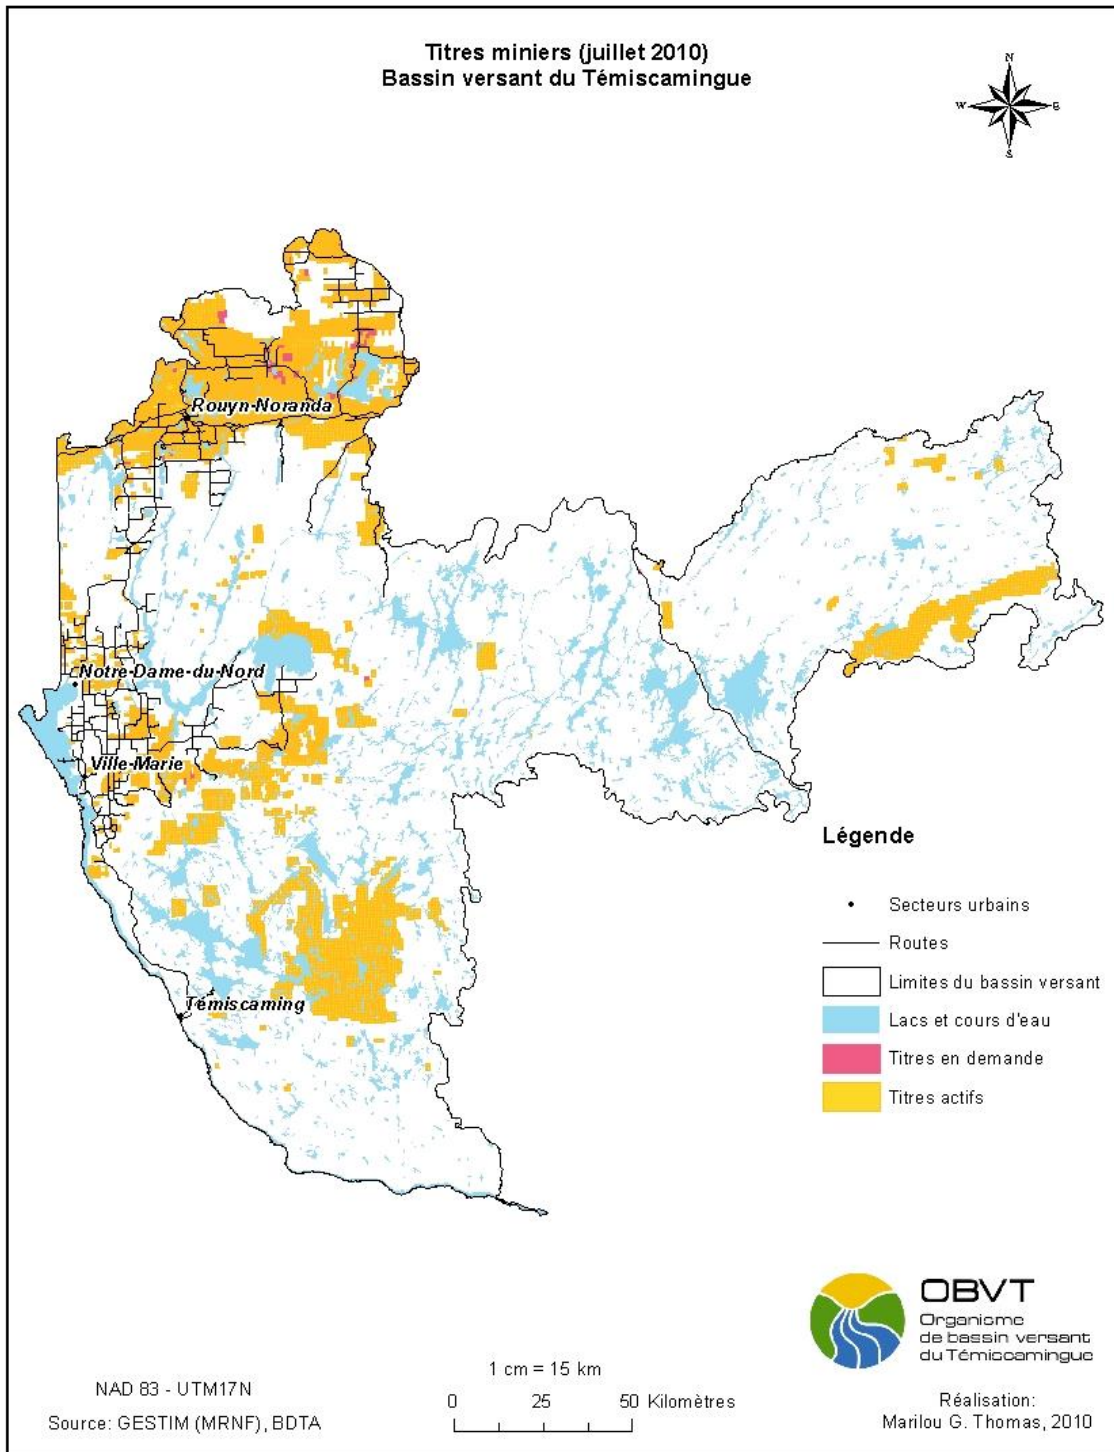 Titres miniers (juillet 2010)
Bassin versant du Témiscamingue
N
W
E
S
Rouyn-Noranda
Notre-Dame-du-Nord
Ville-Marie
Témiscaming
Légende
Secteurs urbains
Routes
Limites du bassin versant
Lacs et cours d'eau
Titres en demande
Titres actifs
OBVT
Organisme
de bassin versant
du Témiscamingue
1 cm = 15 km
0 25 50 Kilomètres
NAD 83 - UTM17N
Source: GESTIM (MRNF), BDTA
Réalisation:
Marilou G. Thomas, 2010